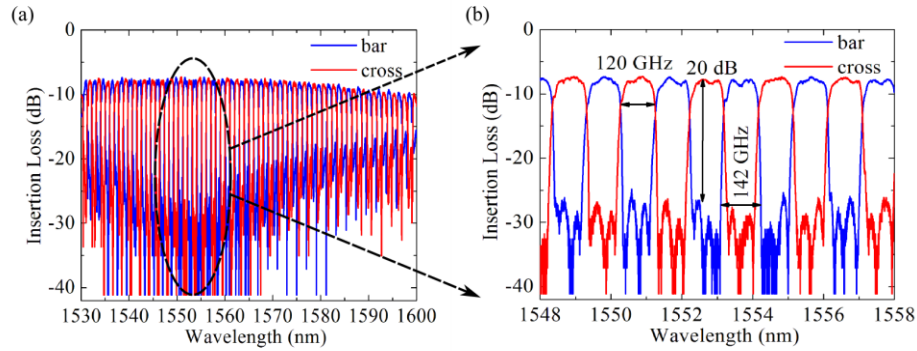 (a)
0
-10
-20
-30
-40
Insertion Loss (dB)
bar
cross
1530 1540 1550 1560 1570 1580 1590 1600
Wavelength (nm)
(b)
0
-10
-20
-30
-40
Insertion Loss (dB)
bar
cross
120 GHz
20 dB
142 GHz
1548 1550 1552 1554 1556 1558
Wavelength (nm)